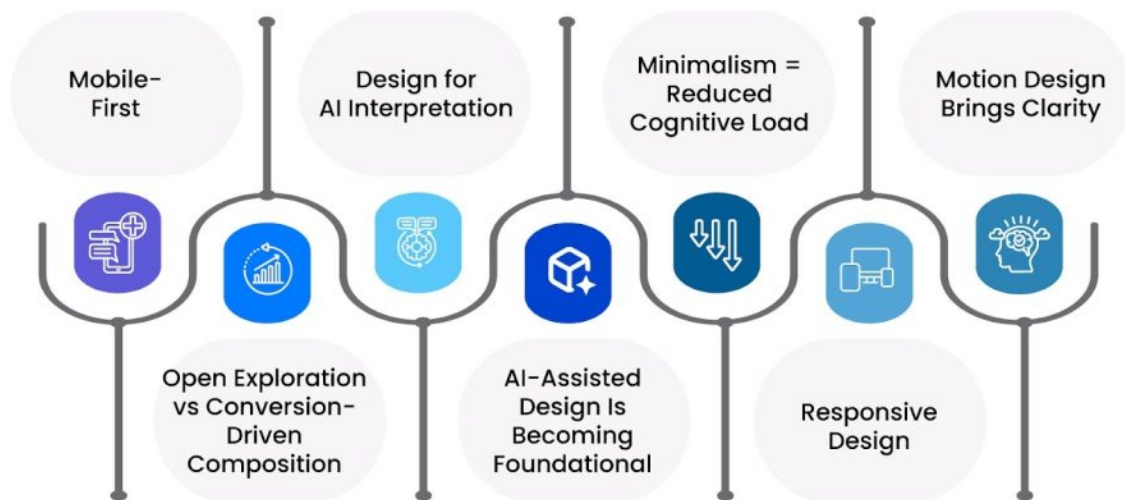 Mobile-
First
Open Exploration
vs Conversion-
Driven
Composition
Design for
AI Interpretation
AI-Assisted
Design Is
Becoming
Foundational
Minimalism =
Reduced
Cognitive Load
Responsive
Design
Motion Design
Brings Clarity